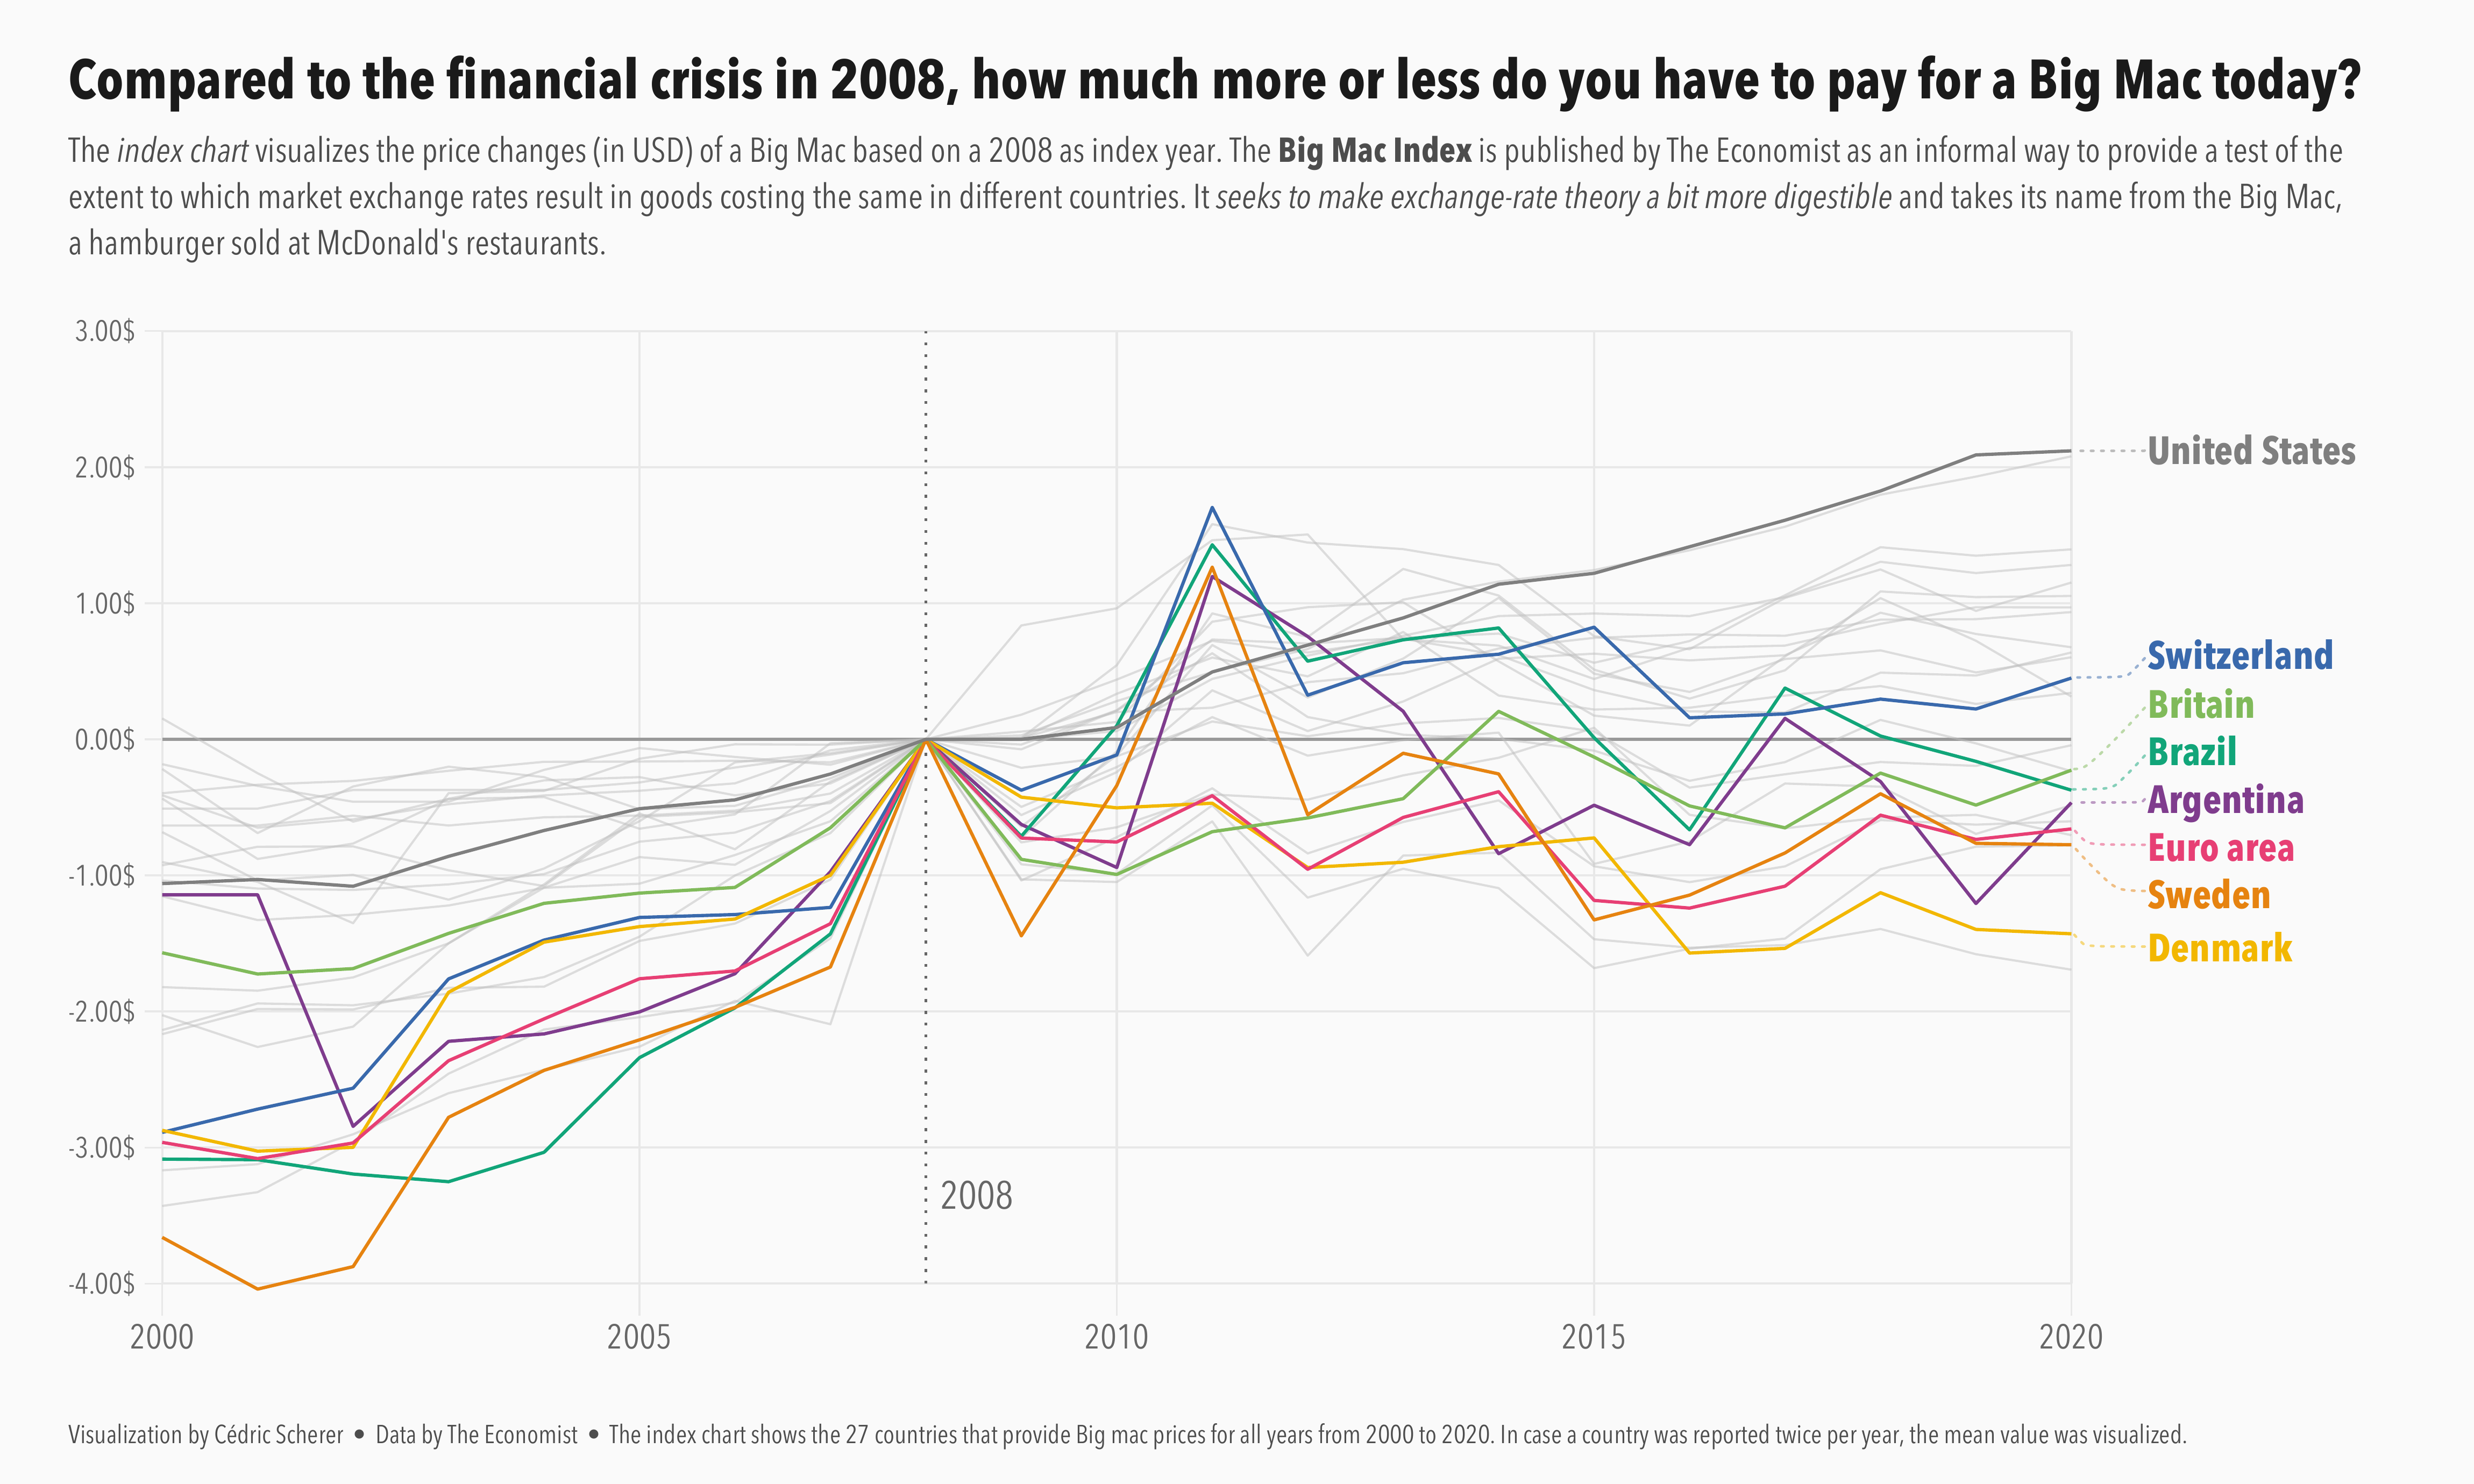 Compared to the financial crisis in 2008, how much more or less do you have to pay for a Big Mac today?
The index chart visualizes the price changes (in USD) of a Big Mac based on a 2008 as index year. The Big Mac Index is published by The Economist as an informal way to provide a test of the
extent to which market exchange rates result in goods costing the same in different countries. It seeks to make exchange-rate theory a bit more digestible and takes its name from the Big Mac,
a hamburger sold at McDonald's restaurants.
3.00$
2.00$
1.00$
0.00$
-1.00$
-2.00$
-3.00$
-4.00$
United States
Switzerland
Britain
Brazil
Argentina
Euro area
Sweden
Denmark
2008
2000
2005
2010
2015
2020
Visualization by Cédric Scherer • Data by The Economist • The index chart shows the 27 countries that provide Big mac prices for all years from 2000 to 2020. In case a country was reported twice per year, the mean value was visualized.